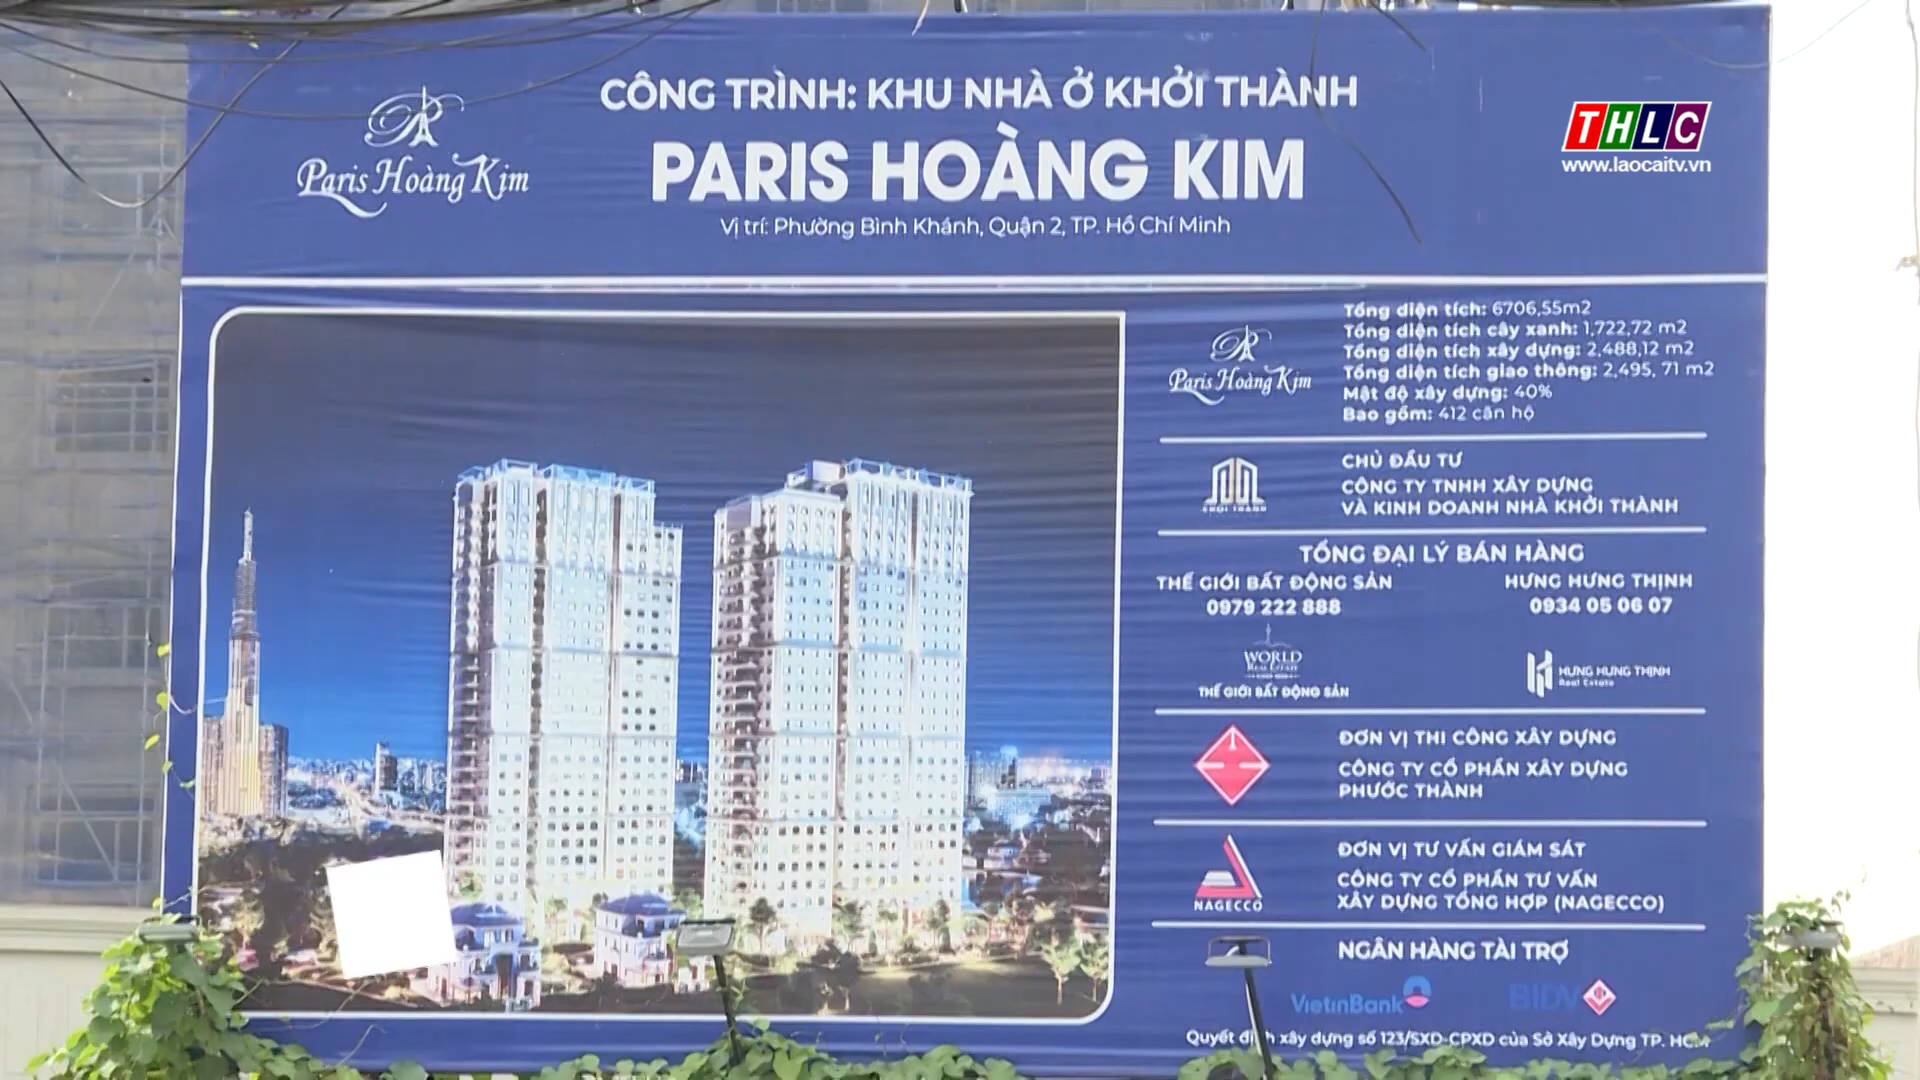 Paris Hoàng Kim
CÔNG TRÌNH: KHU NHÀ Ở KHỞI THÀNH
PARIS HOÀNG KIM
Vị trí: Phường Bình Khánh, Quận 2, TP. Hồ Chí Minh
THLC
www.laocaitv.vn
Paris Hoàng Kim
Tổng diện tích: 6706,55m2
Tổng diện tích cây xanh: 1,722,72 m2
Tổng diện tích xây dựng: 2,488,12 m2
Tổng diện tích giao thông: 2,495, 71 m2
Mật độ xây dựng: 40%
Bao gồm: 412 căn hộ
KHOI THANH
CHỦ ĐẦU TƯ
CÔNG TY TNHH XÂY DỰNG
VÀ KINH DOANH NHÀ KHỞI THÀNH
TỔNG ĐẠI LÝ BÁN HÀNG
THẾ GIỚI BẤT ĐỘNG SẢN
0979 222 888
HƯNG HƯNG THỊNH
0934 05 06 07
WORLD
REAL ESTATE
THẾ GIỚI BẤT ĐỘNG SẢN
HƯNG HƯNG THỊNH
Real Estate
ĐƠN VỊ THI CÔNG XÂY DỰNG
CÔNG TY CỔ PHẦN XÂY DỰNG
PHƯỚC THÀNH
NAGECCO
ĐƠN VỊ TƯ VẤN GIÁM SÁT
CÔNG TY CỔ PHẦN TƯ VẤN
XÂY DỰNG TỔNG HỢP (NAGECCO)
NGÂN HÀNG TÀI TRỢ
VietinBank
BIDV
Quyết định xây dựng số 123/SXD-CPXD của Sở Xây Dựng TP. HCM